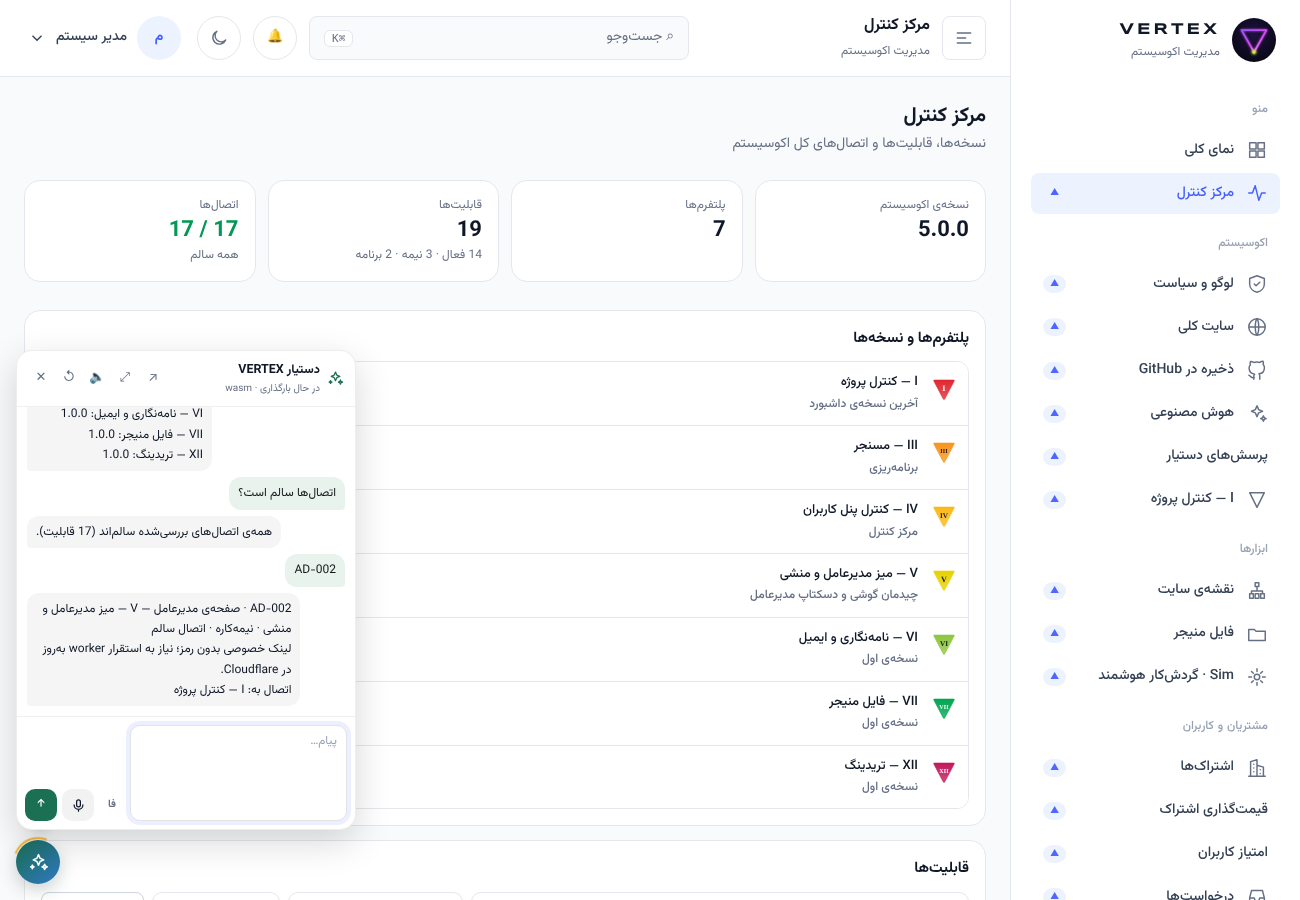 VERTEX
مدیریت اکوسیستم
منو
نمای کلی
مرکز کنترل
اکوسیستم
لوگو و سیاست
سایت کلی
ذخیره در GitHub
هوش مصنوعی
پرسش‌های دستیار
I — کنترل پروژه
ابزارها
نقشه‌ی سایت
فایل منیجر
Sim · گردش‌کار هوشمند
مشتریان و کاربران
اشتراک‌ها
قیمت‌گذاری اشتراک
امتیاز کاربران
درخواست‌ها
مرکز کنترل
مدیریت اکوسیستم
جست‌وجو
⌘K
م
مدیر سیستم
مرکز کنترل
نسخه‌ها، قابلیت‌ها و اتصال‌های کل اکوسیستم
نسخه‌ی اکوسیستم
5.0.0
پلتفرم‌ها
7
قابلیت‌ها
19
14 فعال · 3 نیمه · 2 برنامه
اتصال‌ها
17 / 17
همه سالم
پلتفرم‌ها و نسخه‌ها
I
I — کنترل پروژه
آخرین نسخه‌ی داشبورد
III
III — مسنجر
برنامه‌ریزی
IV
IV — کنترل پنل کاربران
مرکز کنترل
V
V — میز مدیرعامل و منشی
چیدمان گوشی و دسکتاپ مدیرعامل
VI
VI — نامه‌نگاری و ایمیل
نسخه‌ی اول
VII
VII — فایل منیجر
نسخه‌ی اول
XII
XII — تریدینگ
نسخه‌ی اول
قابلیت‌ها
دستیار VERTEX
در حال بارگذاری · wasm
VI — نامه‌نگاری و ایمیل: 1.0.0
VII — فایل منیجر: 1.0.0
XII — تریدینگ: 1.0.0
اتصال‌ها سالم است؟
همه‌ی اتصال‌های بررسی‌شده سالم‌اند (17 قابلیت).
AD-002
AD-002 · صفحه‌ی مدیرعامل — V — میز مدیرعامل و
منشی · نیمه‌کاره · اتصال سالم
لینک خصوصی بدون رمز؛ نیاز به استقرار worker به‌روز
در Cloudflare.
اتصال به: I — کنترل پروژه
پیام…
فا